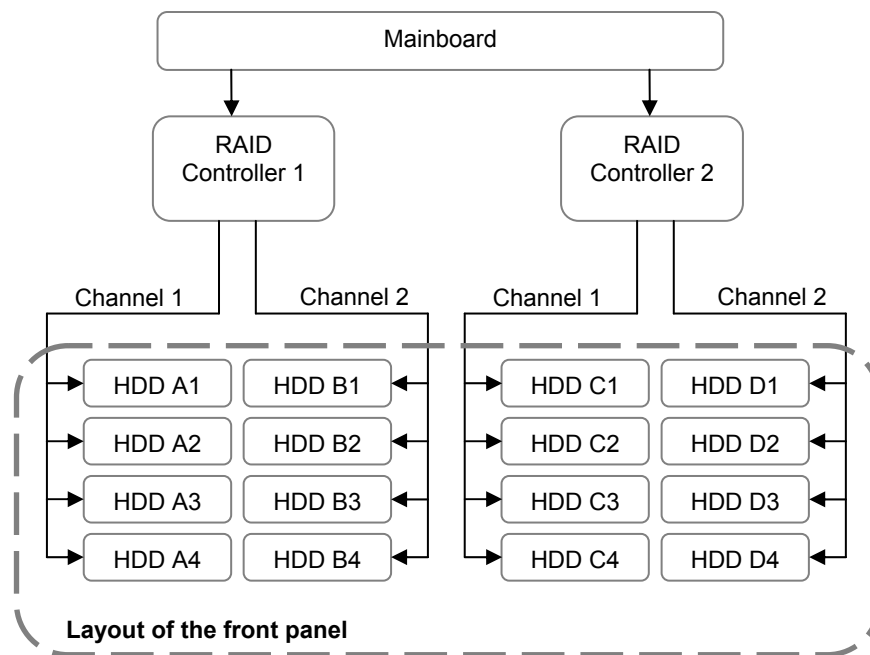 Mainboard
RAID
Controller 1
RAID
Controller 2
Channel 1
Channel 2
Channel 1
Channel 2
HDD A1
HDD B1
HDD C1
HDD D1
HDD A2
HDD B2
HDD C2
HDD D2
HDD A3
HDD B3
HDD C3
HDD D3
HDD A4
HDD B4
HDD C4
HDD D4
Layout of the front panel